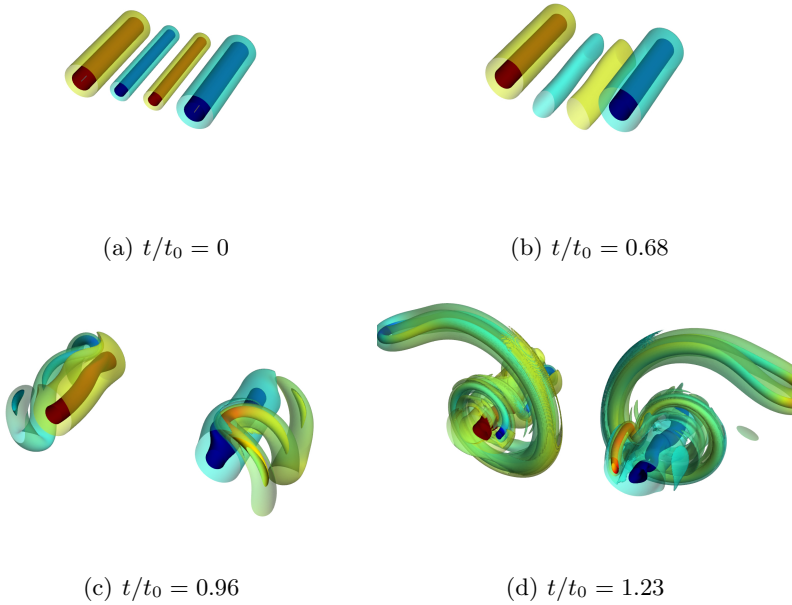 (a) t/t₀ = 0
(b) t/t₀ = 0.68
(c) t/t₀ = 0.96
(d) t/t₀ = 1.23